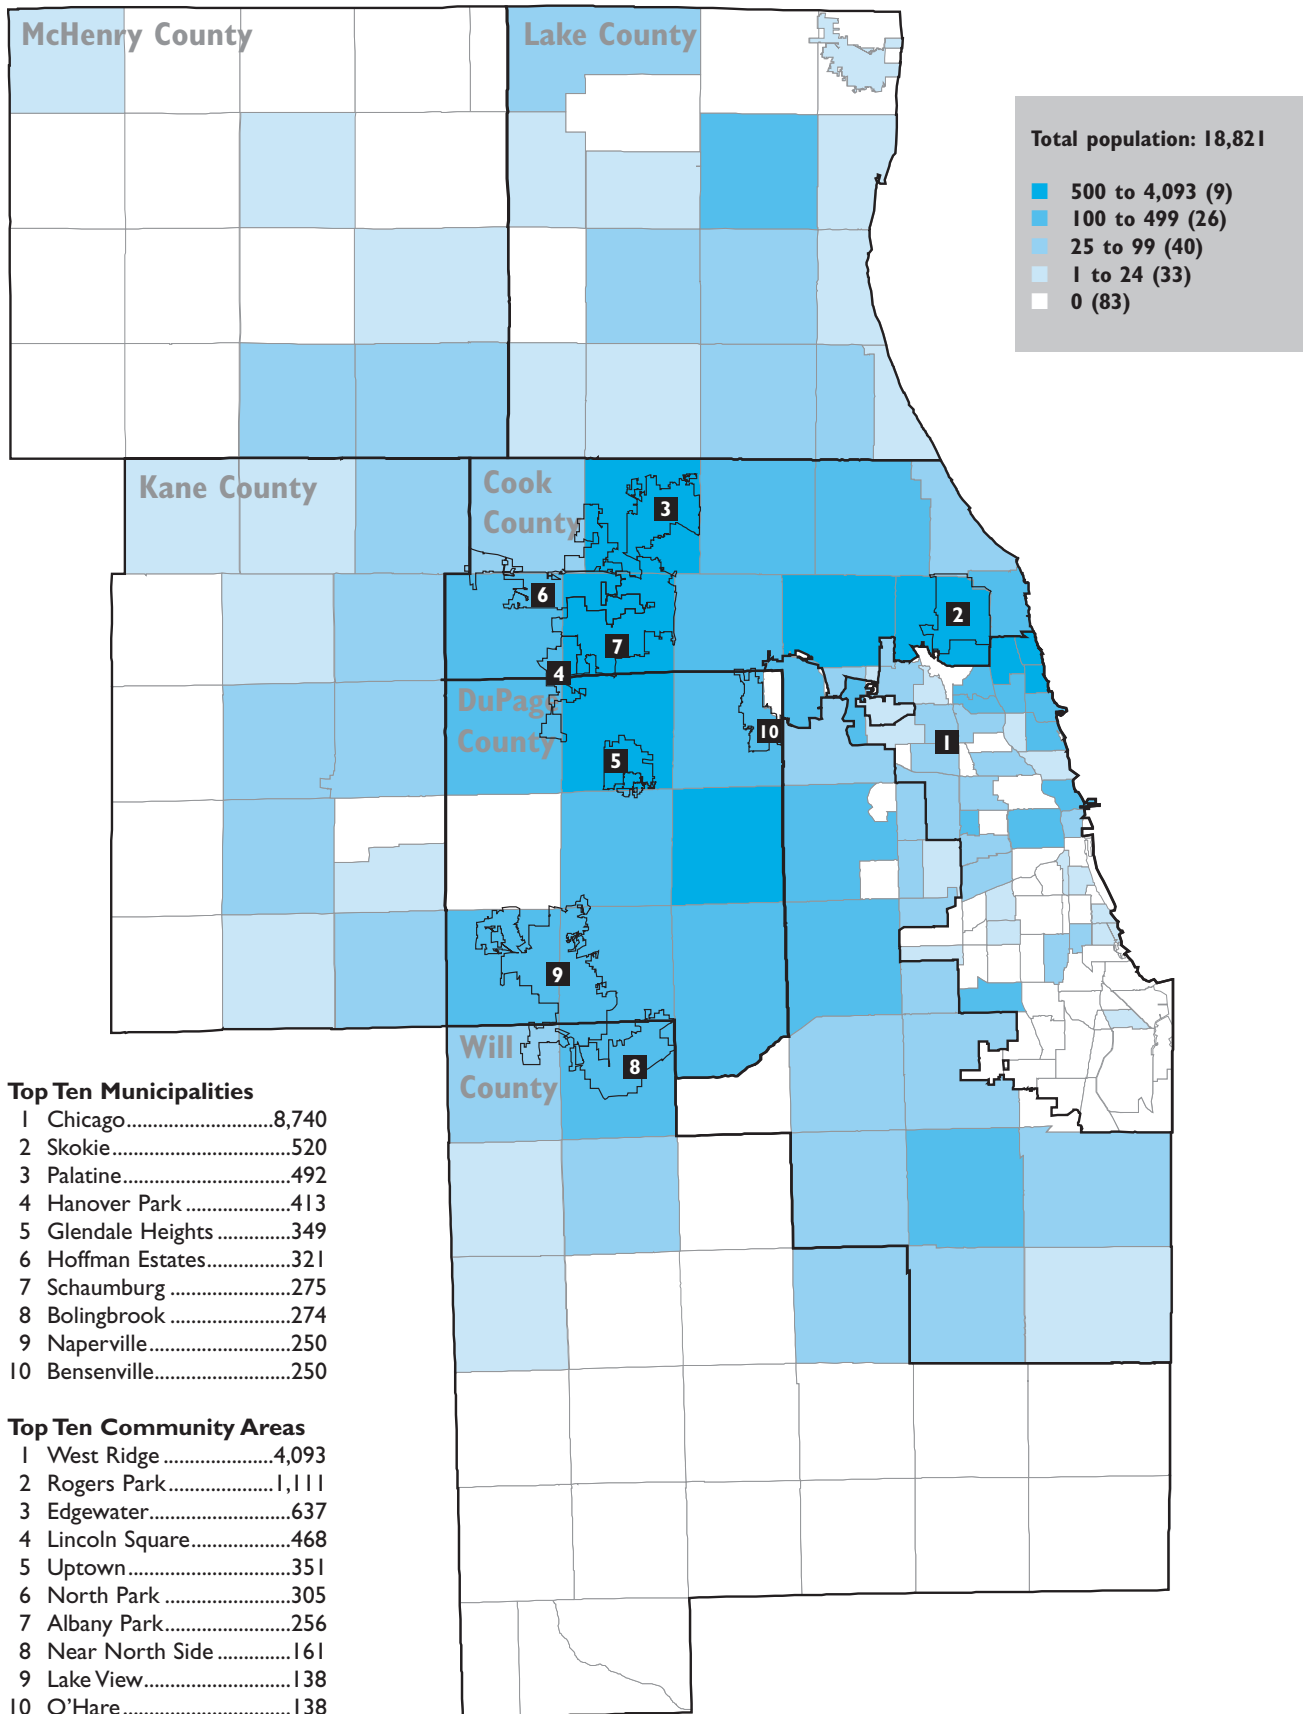 McHenry County
Lake County
Total population: 18,821
500 to 4,093 (9)
100 to 499 (26)
25 to 99 (40)
1 to 24 (33)
0 (83)
Kane County
Cook
County
3
6
2
7
4
DuPage
County
10
1
5
9
Will
County
8
Top Ten Municipalities
1 Chicago............................8,740
2 Skokie..................................520
3 Palatine................................492
4 Hanover Park ....................413
5 Glendale Heights ..............349
6 Hoffman Estates................321
7 Schaumburg .......................275
8 Bolingbrook .......................274
9 Naperville...........................250
10 Bensenville..........................250
Top Ten Community Areas
1 West Ridge .....................4,093
2 Rogers Park....................1,111
3 Edgewater...........................637
4 Lincoln Square...................468
5 Uptown...............................351
6 North Park .........................305
7 Albany Park........................256
8 Near North Side ..............161
9 Lake View............................138
10 O'Hare................................138